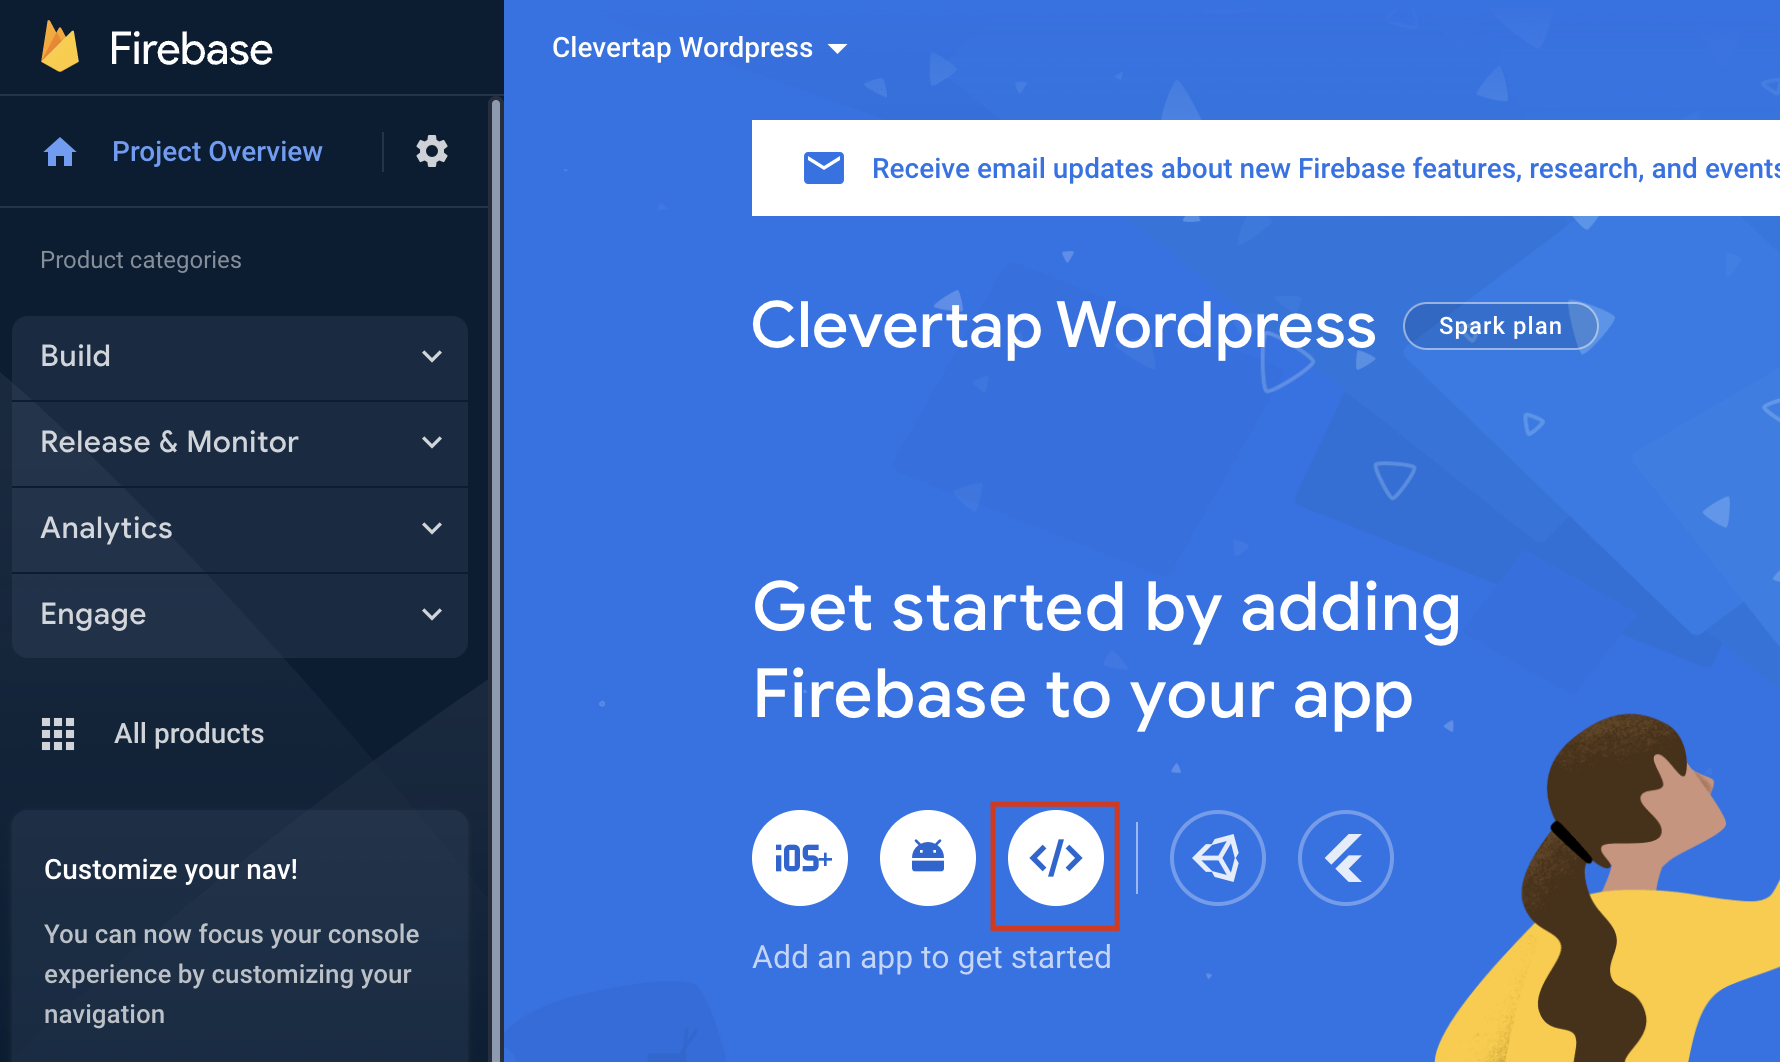 Firebase
Project Overview
Product categories
Build
Release & Monitor
Analytics
Engage
All products
Customize your nav!
You can now focus your console
experience by customizing your
navigation
Clevertap Wordpress
Receive email updates about new Firebase features, research, and events
Clevertap Wordpress
Spark plan
Get started by adding
Firebase to your app
iOS+
</>
Add an app to get started